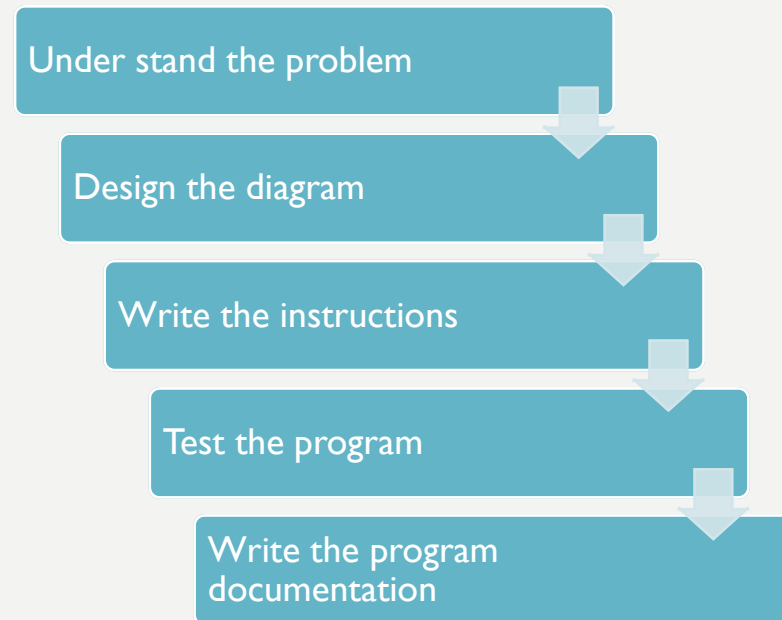 Under stand the problem
Design the diagram
Write the instructions
Test the program
Write the program
documentation